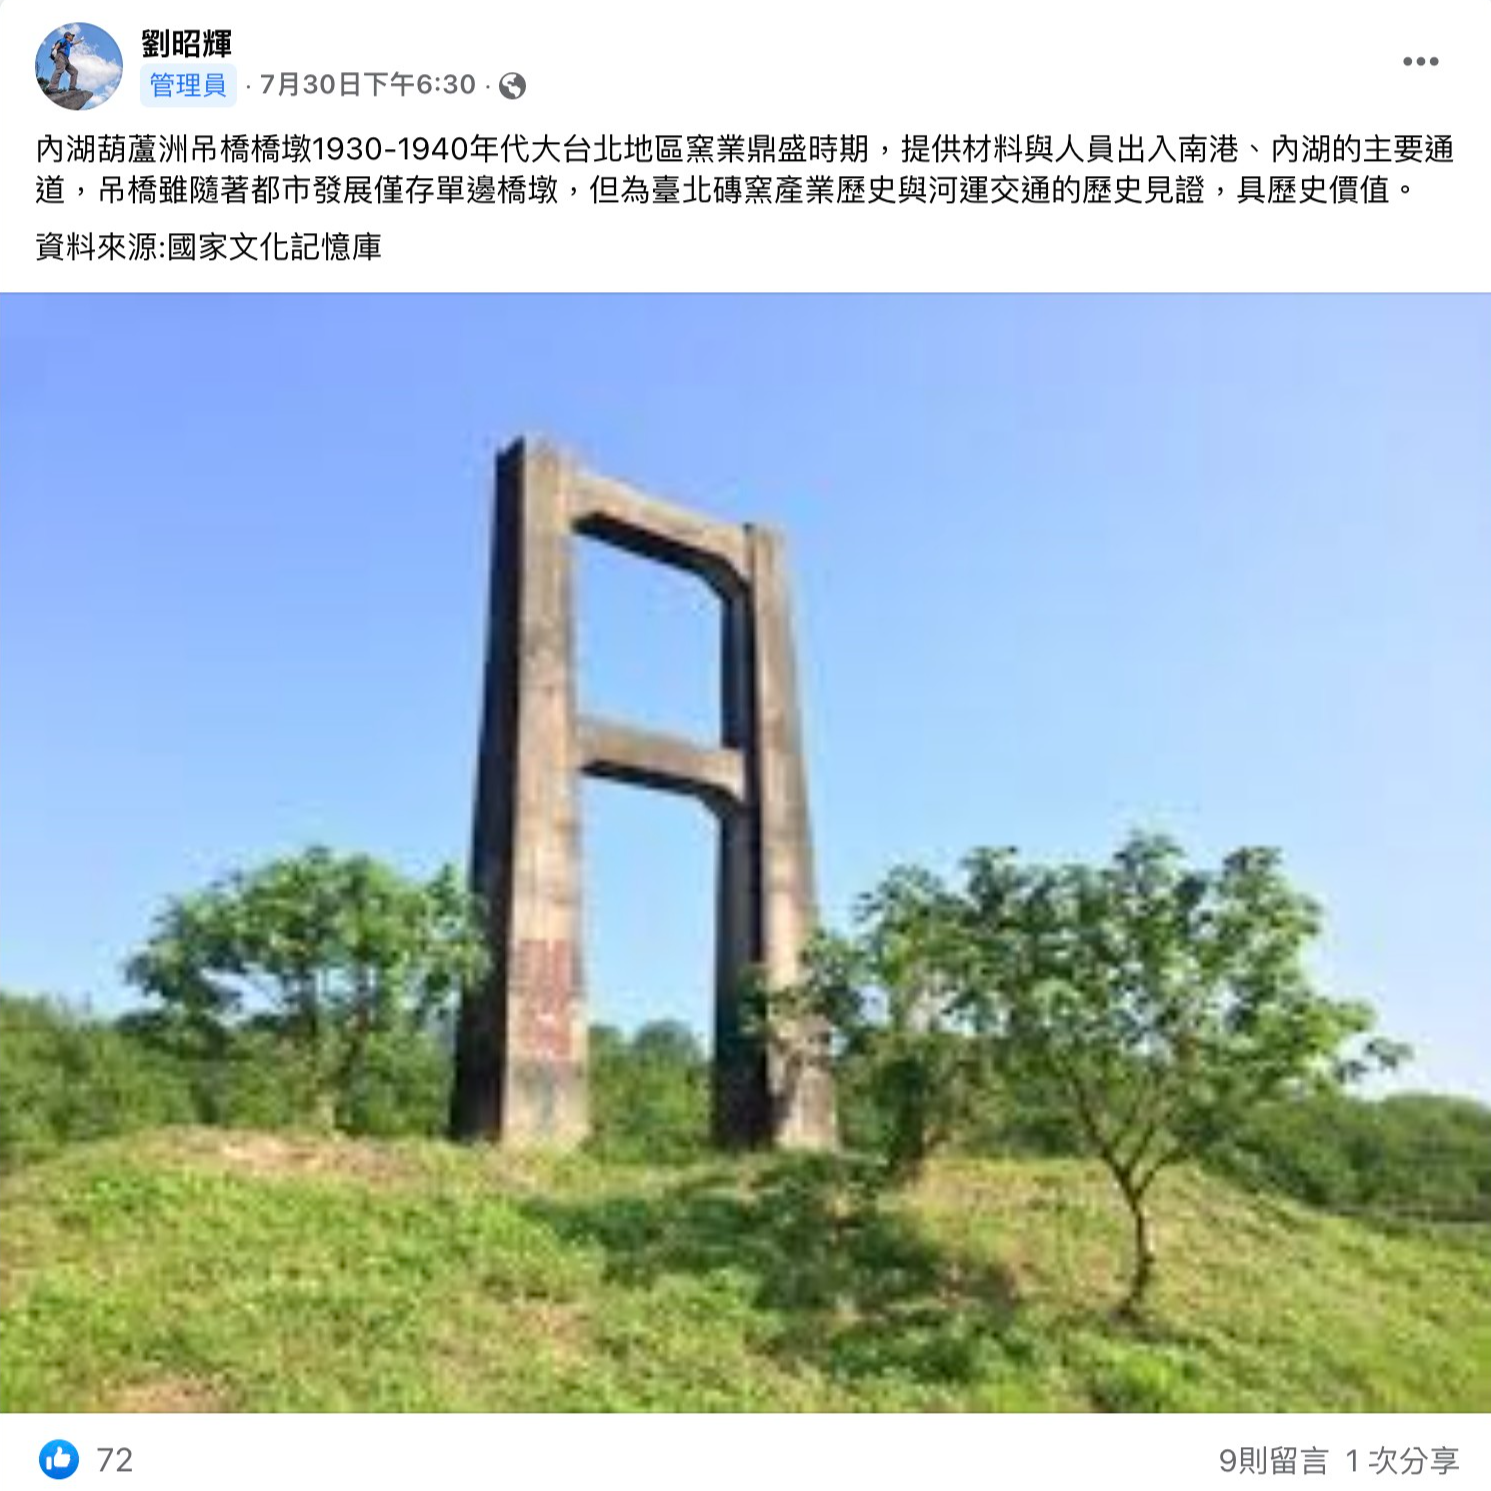 劉昭輝
管理員 · 7月30日下午6:30 ·
內湖葫蘆洲吊橋橋墩1930-1940年代大台北地區窯業鼎盛時期，提供材料與人員出入南港、內湖的主要通
道，吊橋雖隨著都市發展僅存單邊橋墩，但為臺北磚窯產業歷史與河運交通的歷史見證，具歷史價值。
資料來源:國家文化記憶庫
72
9則留言 1次分享